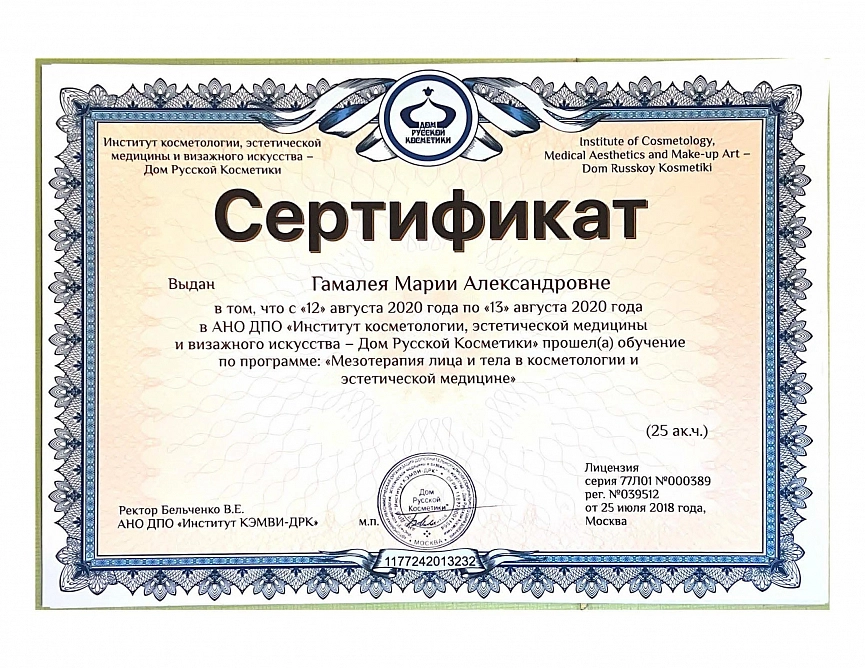 ДОМ
РУССКОЙ
КОСМЕТИКИ
Институт косметологии, эстетической
медицины и визажного искусства –
Дом Русской Косметики
Institute of Cosmetology,
Medical Aesthetics and Make-up Art –
Dom Russkoy Kosmetiki
Сертификат
Выдан Гамалея Марии Александровне
в том, что с «12» августа 2020 года по «13» августа 2020 года
в АНО ДПО «Институт косметологии, эстетической медицины
и визажного искусства – Дом Русской Косметики» прошел(а) обучение
по программе: «Мезотерапия лица и тела в косметологии и
эстетической медицине»
(25 ак.ч.)
Лицензия
серия 77Л01 №000389
рег. №039512
от 25 июля 2018 года,
Москва
Ректор Бельченко В.Е.
АНО ДПО «Институт КЭМВИ-ДРК»
м.п.
Дом
Русской
Косметики"
МОСКВА
1177242013232